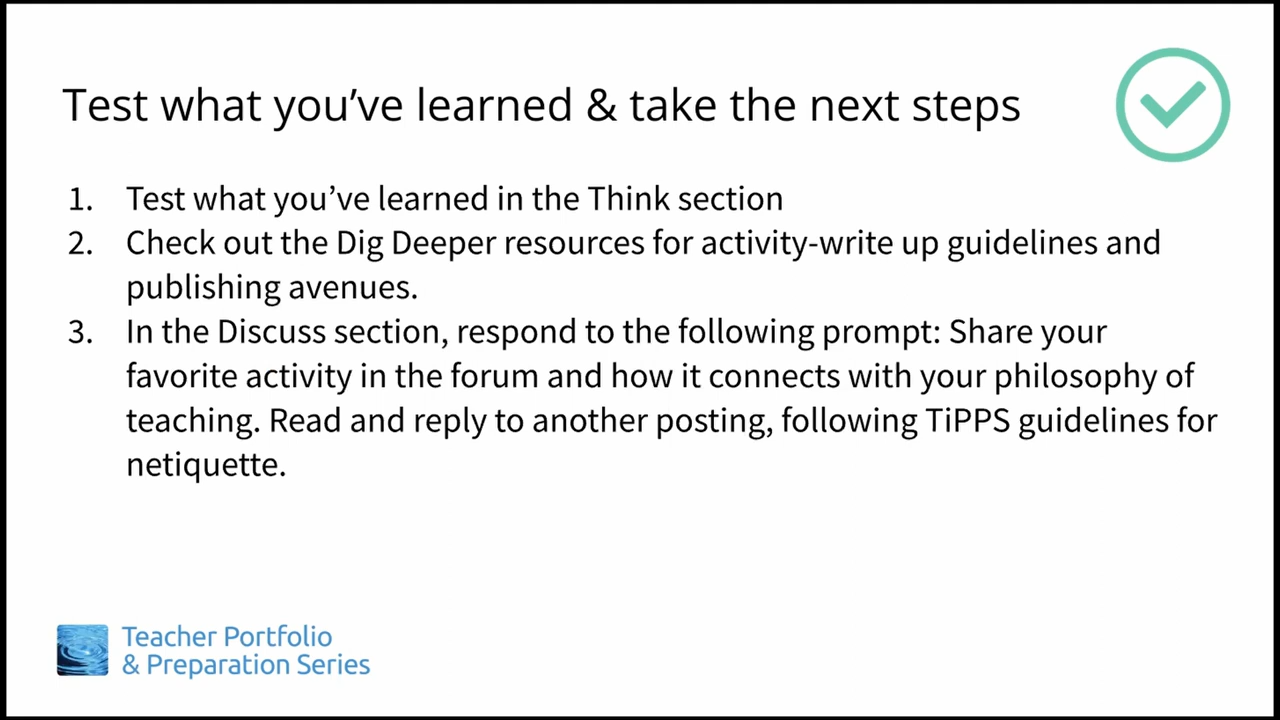 Test what you’ve learned & take the next steps
1. Test what you’ve learned in the Think section
2. Check out the Dig Deeper resources for activity-write up guidelines and
publishing avenues.
3. In the Discuss section, respond to the following prompt: Share your
favorite activity in the forum and how it connects with your philosophy of
teaching. Read and reply to another posting, following TiPPS guidelines for
netiquette.
Teacher Portfolio
& Preparation Series